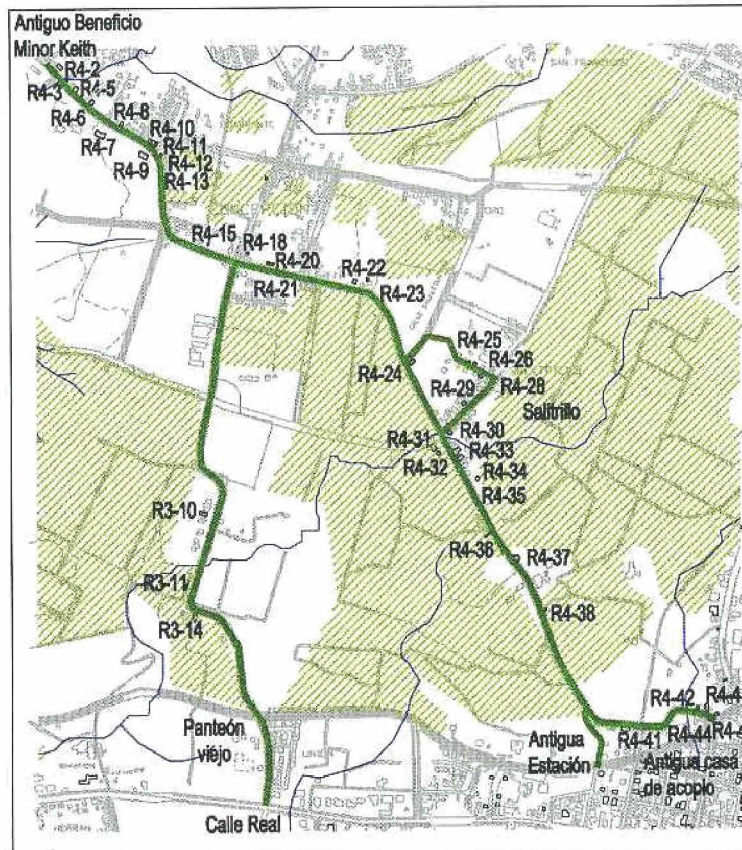 Antiguo Beneficio
Minor Keith
R4-2
R4-3
R4-5
R4-6
R4-8
R4-7
R4-10
R4-11
R4-9
R4-12
R4-13
R4-15
R4-18
R4-20
R4-21
R4-22
R4-23
R4-25
R4-24
R4-26
R4-29
R4-28
Salitrillo
R4-30
R4-31
R4-33
R4-32
R4-34
R4-35
R3-10
R4-36
R4-37
R3-11
R4-38
R3-14
R4-42
Panteón
viejo
R4-41
R4-44
Antigua
Estación
Antigua casa
de acopio
Calle Real
SAN FRANCISCO